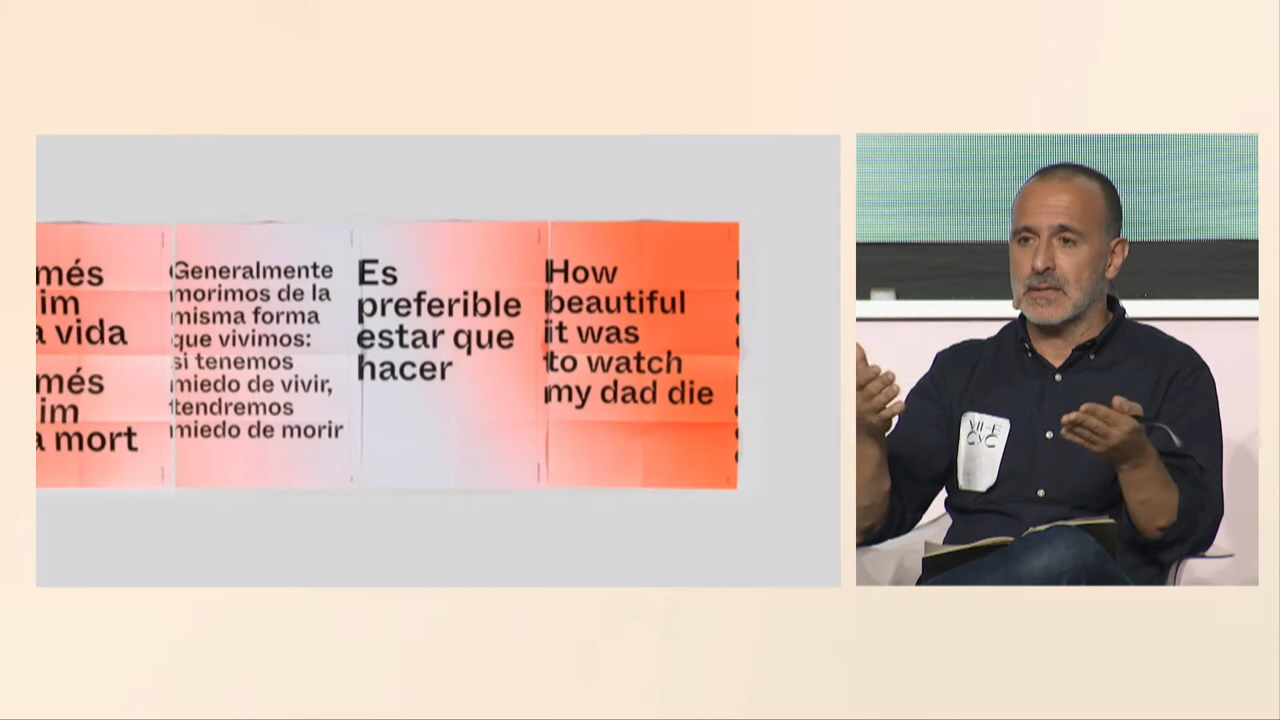 més
im
a vida
més
im
a mort
Generalmente
morimos de la
misma forma
que vivimos:
si tenemos
miedo de vivir,
tendremos
miedo de morir
Es
preferible
estar que
hacer
How
beautiful
it was
to watch
my dad die